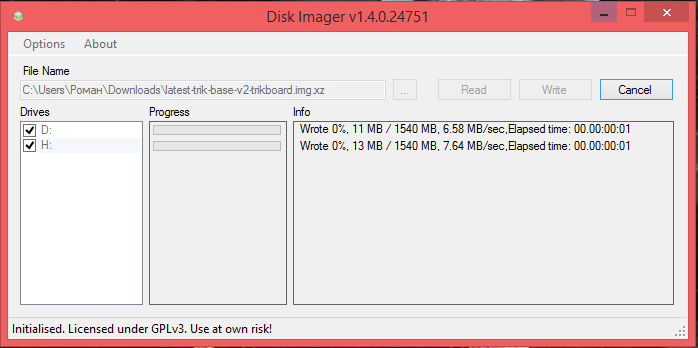 Disk Imager v1.4.0.24751
Options About
File Name
C:\Users\Роман\Downloads\latest-trik-base-v2-trikboard.img.xz ... Read Write Cancel
Drives Progress Info
D: Wrote 0%, 11 MB / 1540 MB, 6.58 MB/sec,Elapsed time: 00.00:00:01
H: Wrote 0%, 13 MB / 1540 MB, 7.64 MB/sec,Elapsed time: 00.00:00:01
Initialised. Licensed under GPLv3. Use at own risk!